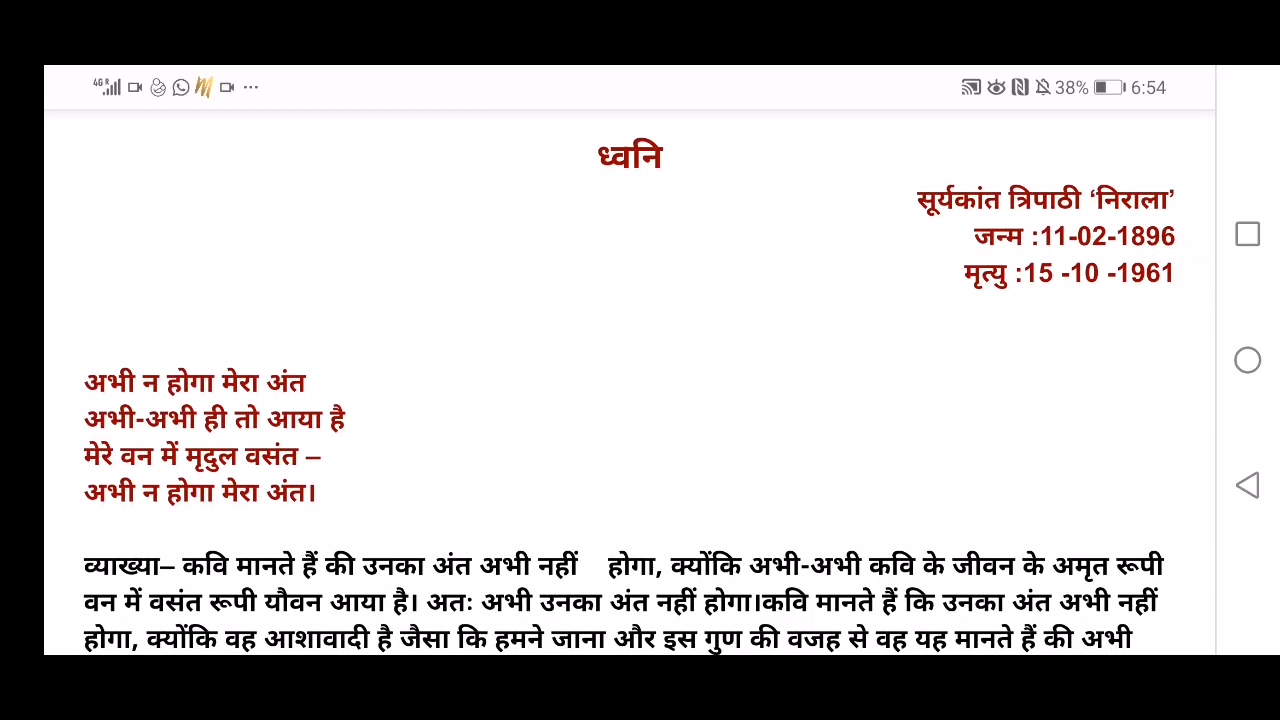 4G R 38% 6:54
ध्वनि
सूर्यकांत त्रिपाठी ‘निराला’
जन्म :11-02-1896
मृत्यु :15 -10 -1961
अभी न होगा मेरा अंत
अभी-अभी ही तो आया है
मेरे वन में मृदुल वसंत –
अभी न होगा मेरा अंत।
व्याख्या– कवि मानते हैं की उनका अंत अभी नहीं होगा, क्योंकि अभी-अभी कवि के जीवन के अमृत रूपी
वन में वसंत रूपी यौवन आया है। अतः अभी उनका अंत नहीं होगा।कवि मानते हैं कि उनका अंत अभी नहीं
होगा, क्योंकि वह आशावादी है जैसा कि हमने जाना और इस गुण की वजह से वह यह मानते हैं की अभी